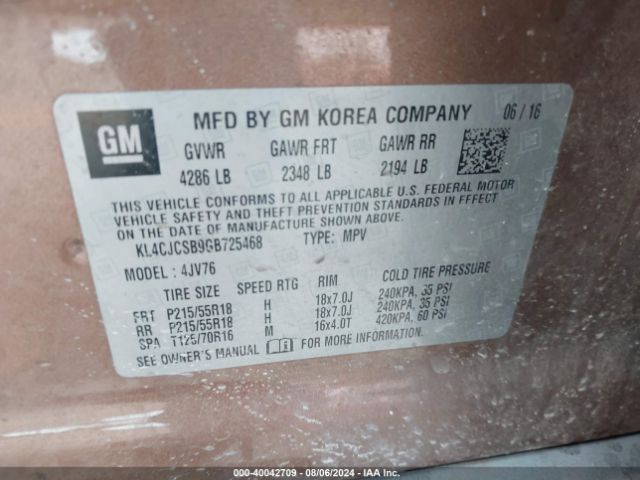 GM
MFD BY GM KOREA COMPANY 06 / 16
GVWR GAWR FRT GAWR RR
4286 LB 2348 LB 2194 LB
THIS VEHICLE CONFORMS TO ALL APPLICABLE U.S. FEDERAL MOTOR
VEHICLE SAFETY AND THEFT PREVENTION STANDARDS IN EFFECT
ON THE DATE OF MANUFACTURE SHOWN ABOVE.
KL4CJCSB9GB725468 TYPE: MPV
MODEL : 4JV76
TIRE SIZE SPEED RTG RIM COLD TIRE PRESSURE
FRT P215/55R18 H 18x7.0J 240KPA, 35 PSI
RR P215/55R18 H 18x7.0J 240KPA, 35 PSI
SPA T125/70R16 M 16x4.0T 420KPA, 60 PSI
SEE OWNER'S MANUAL FOR MORE INFORMATION.
000-40042709 - 08/06/2024 - IAA Inc.